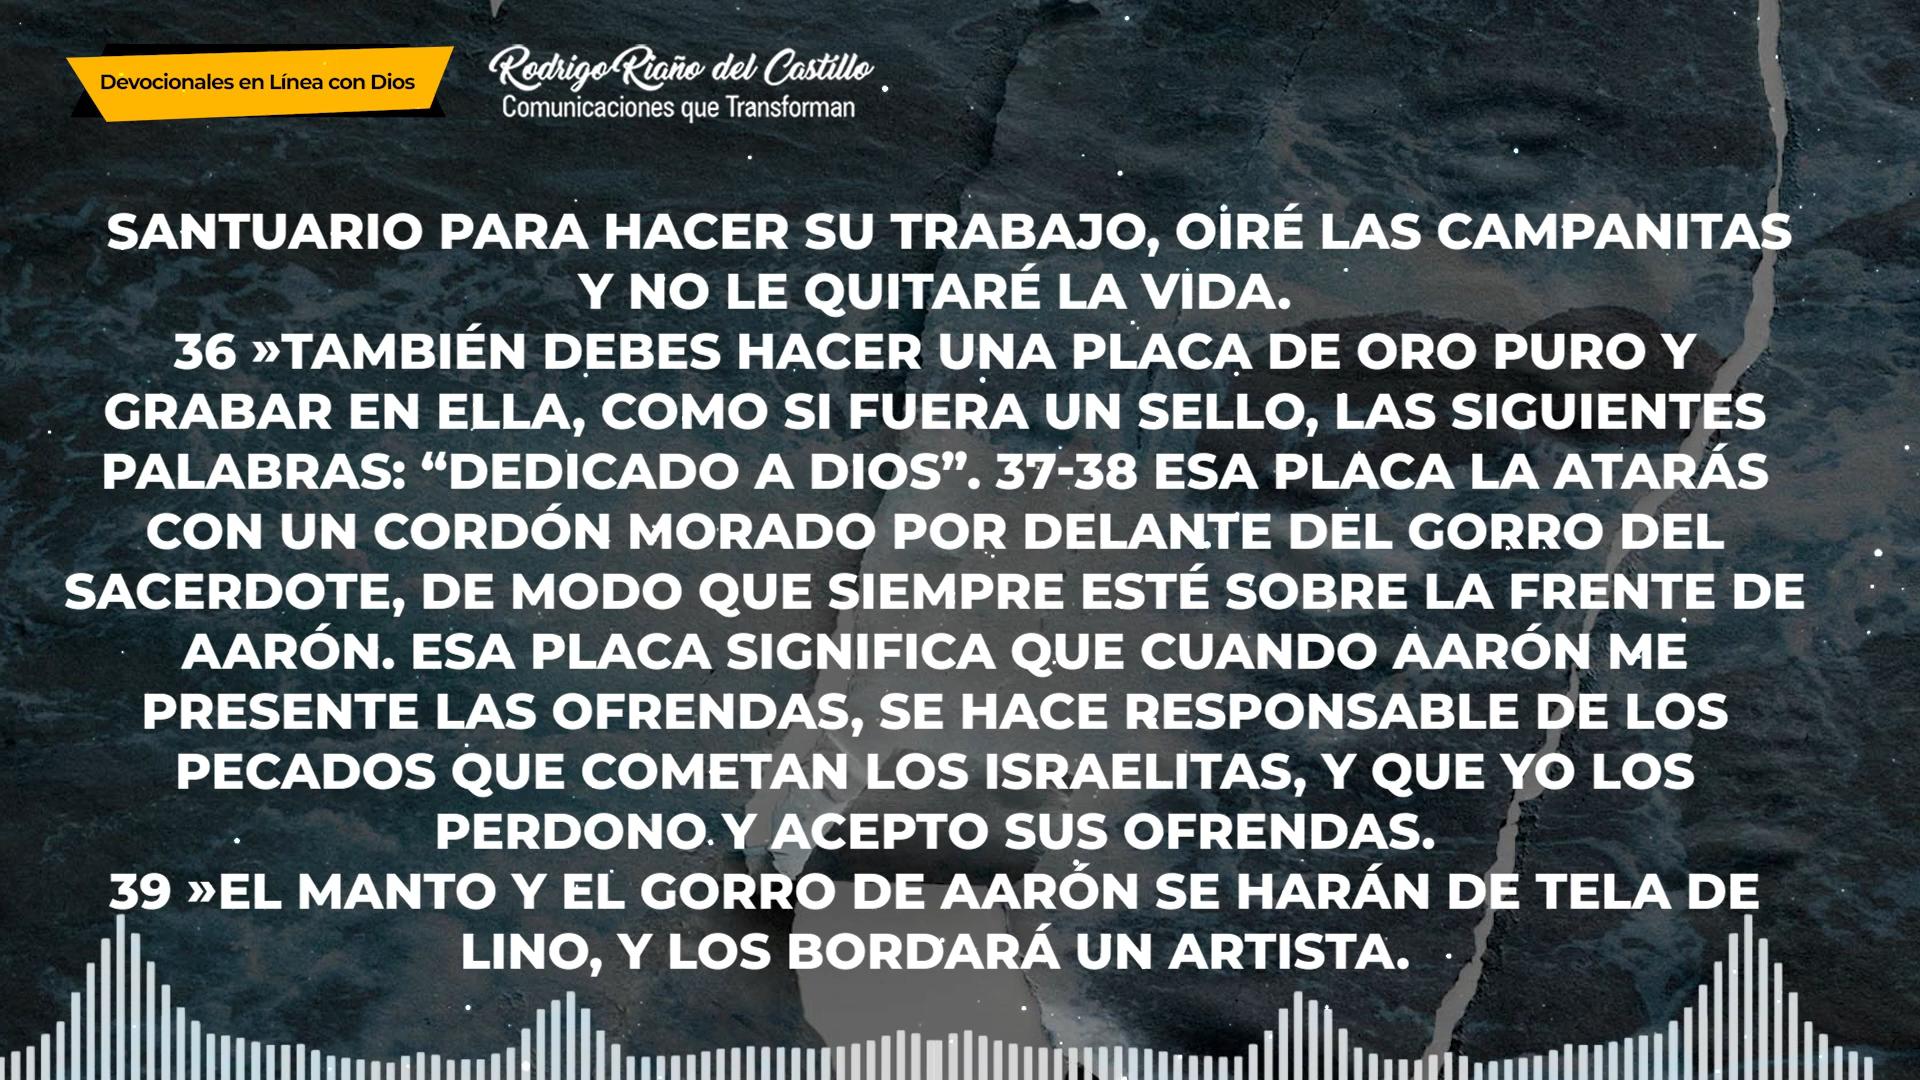 Devocionales en Línea con Dios
Rodrigo Riaño del Castillo
Comunicaciones que Transforman
SANTUARIO PARA HACER SU TRABAJO, OIRÉ LAS CAMPANITAS
Y NO LE QUITARÉ LA VIDA.
36 »TAMBIÉN DEBES HACER UNA PLACA DE ORO PURO Y
GRABAR EN ELLA, COMO SI FUERA UN SELLO, LAS SIGUIENTES
PALABRAS: “DEDICADO A DIOS”. 37-38 ESA PLACA LA ATARÁS
CON UN CORDÓN MORADO POR DELANTE DEL GORRO DEL
SACERDOTE, DE MODO QUE SIEMPRE ESTÉ SOBRE LA FRENTE DE
AARÓN. ESA PLACA SIGNIFICA QUE CUANDO AARÓN ME
PRESENTE LAS OFRENDAS, SE HACE RESPONSABLE DE LOS
PECADOS QUE COMETAN LOS ISRAELITAS, Y QUE YO LOS
PERDONO Y ACEPTO SUS OFRENDAS.
39 »EL MANTO Y EL GORRO DE AARÓN SE HARÁN DE TELA DE
LINO, Y LOS BORDARÁ UN ARTISTA.